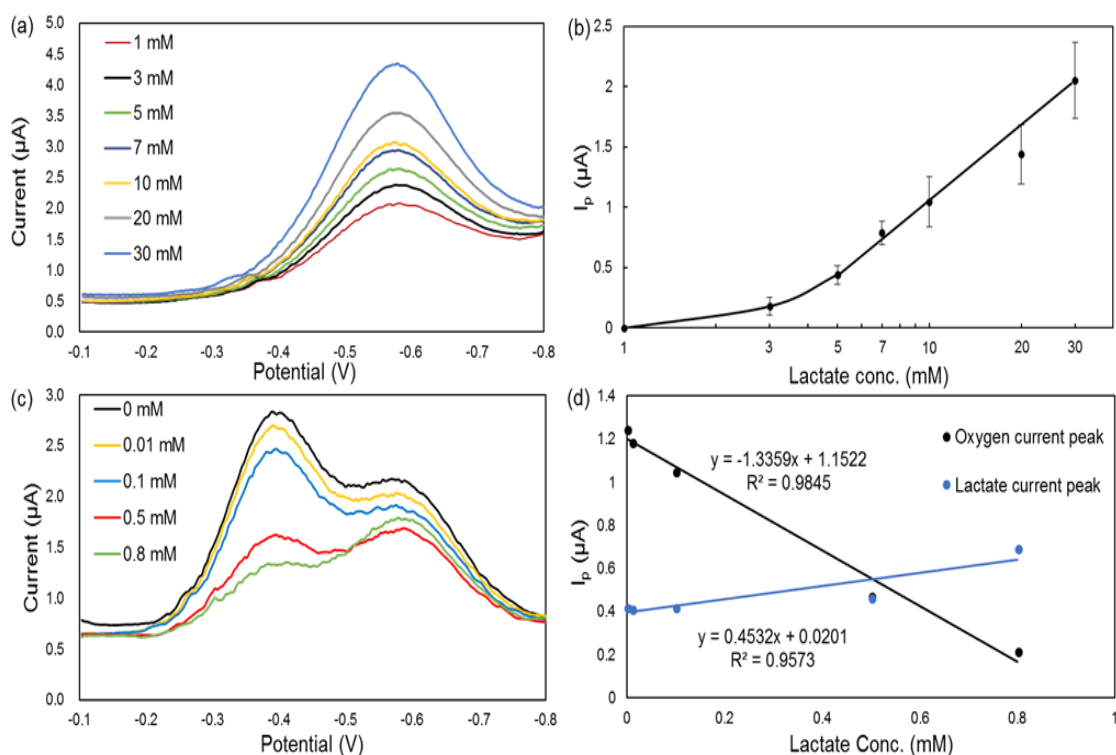 (a)
5.0
4.5
4.0
3.5
3.0
2.5
2.0
1.5
1.0
0.5
0.0
Current (µA)
1 mM
3 mM
5 mM
7 mM
10 mM
20 mM
30 mM
-0.1 -0.2 -0.3 -0.4 -0.5 -0.6 -0.7 -0.8
Potential (V)
(b)
2.5
2
1.5
1
0.5
0
Iₚ (µA)
1 3 5 7 10 20 30
Lactate conc. (mM)
(c)
3.0
2.5
2.0
1.5
1.0
0.5
0.0
Current (µA)
0 mM
0.01 mM
0.1 mM
0.5 mM
0.8 mM
-0.1 -0.2 -0.3 -0.4 -0.5 -0.6 -0.7 -0.8
Potential (V)
(d)
1.4
1.2
1
0.8
0.6
0.4
0.2
0
Iₚ (µA)
Oxygen current peak
Lactate current peak
y = -1.3359x + 1.1522
R² = 0.9845
y = 0.4532x + 0.0201
R² = 0.9573
0 0.2 0.4 0.6 0.8 1
Lactate Conc. (mM)